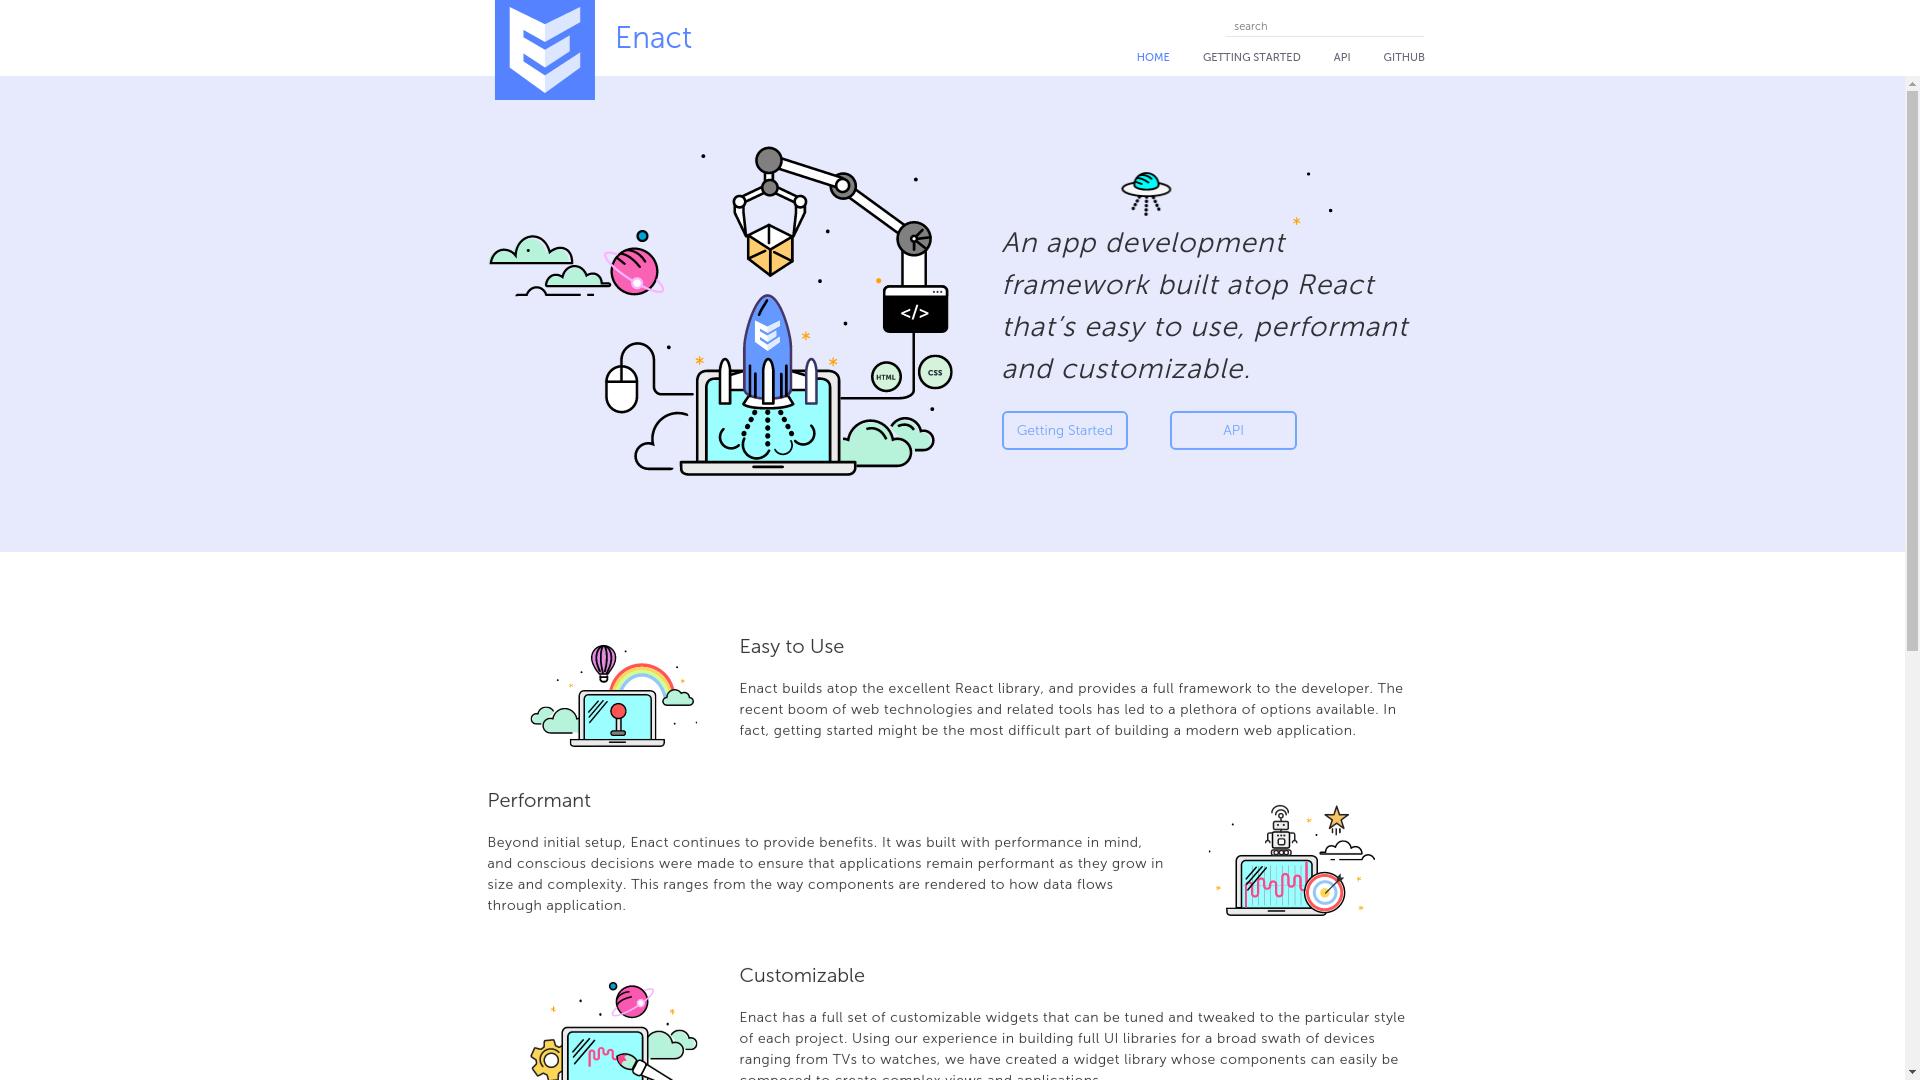 Enact
search
HOME
GETTING STARTED
API
GITHUB
An app development
framework built atop React
that's easy to use, performant
and customizable.
</>
HTML
CSS
Getting Started
API
Easy to Use
Enact builds atop the excellent React library, and provides a full framework to the developer. The
recent boom of web technologies and related tools has led to a plethora of options available. In
fact, getting started might be the most difficult part of building a modern web application.
Performant
Beyond initial setup, Enact continues to provide benefits. It was built with performance in mind,
and conscious decisions were made to ensure that applications remain performant as they grow in
size and complexity. This ranges from the way components are rendered to how data flows
through application.
Customizable
Enact has a full set of customizable widgets that can be tuned and tweaked to the particular style
of each project. Using our experience in building full UI libraries for a broad swath of devices
ranging from TVs to watches, we have created a widget library whose components can easily be
composed to create complex views and applications.